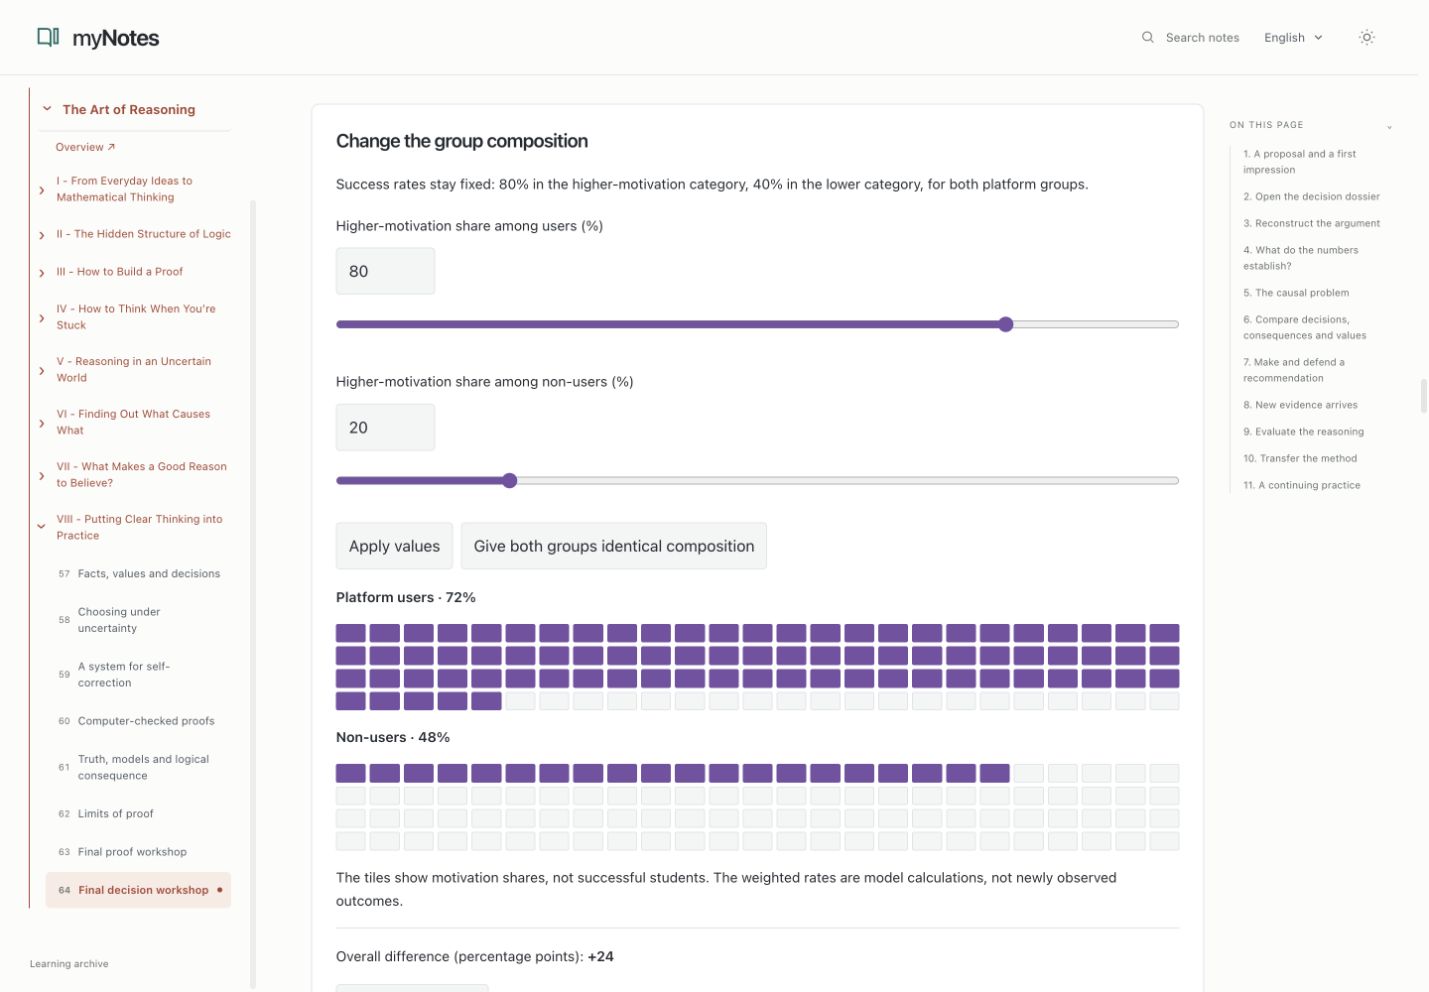 myNotes
Search notes
English
The Art of Reasoning
Overview ↗
I - From Everyday Ideas to
Mathematical Thinking
II - The Hidden Structure of Logic
III - How to Build a Proof
IV - How to Think When You're
Stuck
V - Reasoning in an Uncertain
World
VI - Finding Out What Causes
What
VII - What Makes a Good Reason
to Believe?
VIII - Putting Clear Thinking into
Practice
57 Facts, values and decisions
58 Choosing under
uncertainty
59 A system for self-
correction
60 Computer-checked proofs
61 Truth, models and logical
consequence
62 Limits of proof
63 Final proof workshop
64 Final decision workshop
Learning archive
Change the group composition
Success rates stay fixed: 80% in the higher-motivation category, 40% in the lower category, for both platform groups.
Higher-motivation share among users (%)
80
Higher-motivation share among non-users (%)
20
Apply values
Give both groups identical composition
Platform users · 72%
Non-users · 48%
The tiles show motivation shares, not successful students. The weighted rates are model calculations, not newly observed
outcomes.
Overall difference (percentage points): +24
ON THIS PAGE
1. A proposal and a first
impression
2. Open the decision dossier
3. Reconstruct the argument
4. What do the numbers
establish?
5. The causal problem
6. Compare decisions,
consequences and values
7. Make and defend a
recommendation
8. New evidence arrives
9. Evaluate the reasoning
10. Transfer the method
11. A continuing practice